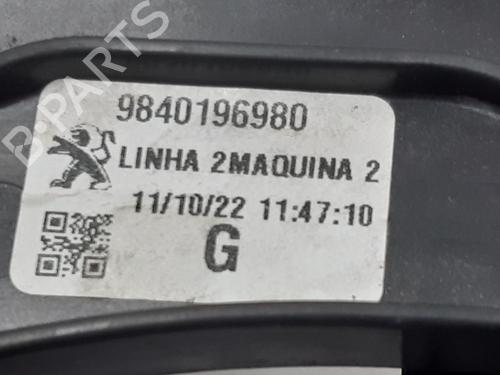 B-PARTS
9840196980
LINHA 2MAQUINA 2
11/10/22 11:47:10
G